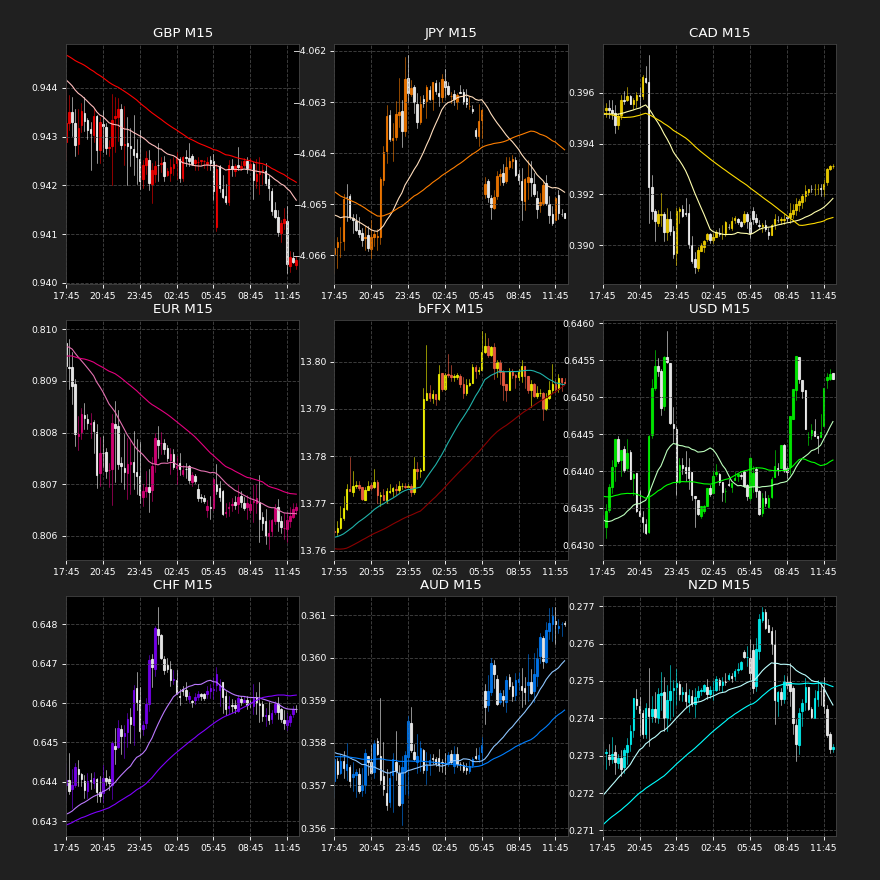 GBP M15
JPY M15
CAD M15
0.944
0.943
0.942
0.941
0.940
17:45 20:45 23:45 02:45 05:45 08:45 11:45
−4.062
−4.063
−4.064
−4.065
−4.066
17:45 20:45 23:45 02:45 05:45 08:45 11:45
0.396
0.394
0.392
0.390
17:45 20:45 23:45 02:45 05:45 08:45 11:45
EUR M15
bFFX M15
USD M15
0.810
0.809
0.808
0.807
0.806
17:45 20:45 23:45 02:45 05:45 08:45 11:45
13.80
13.79
13.78
13.77
13.76
17:55 20:55 23:55 02:55 05:55 08:55 11:55
0.6460
0.6455
0.6450
0.6445
0.6440
0.6435
0.6430
17:45 20:45 23:45 02:45 05:45 08:45 11:45
CHF M15
AUD M15
NZD M15
0.648
0.647
0.646
0.645
0.644
0.643
17:45 20:45 23:45 02:45 05:45 08:45 11:45
0.361
0.360
0.359
0.358
0.357
0.356
17:45 20:45 23:45 02:45 05:45 08:45 11:45
0.277
0.276
0.275
0.274
0.273
0.272
0.271
17:45 20:45 23:45 02:45 05:45 08:45 11:45